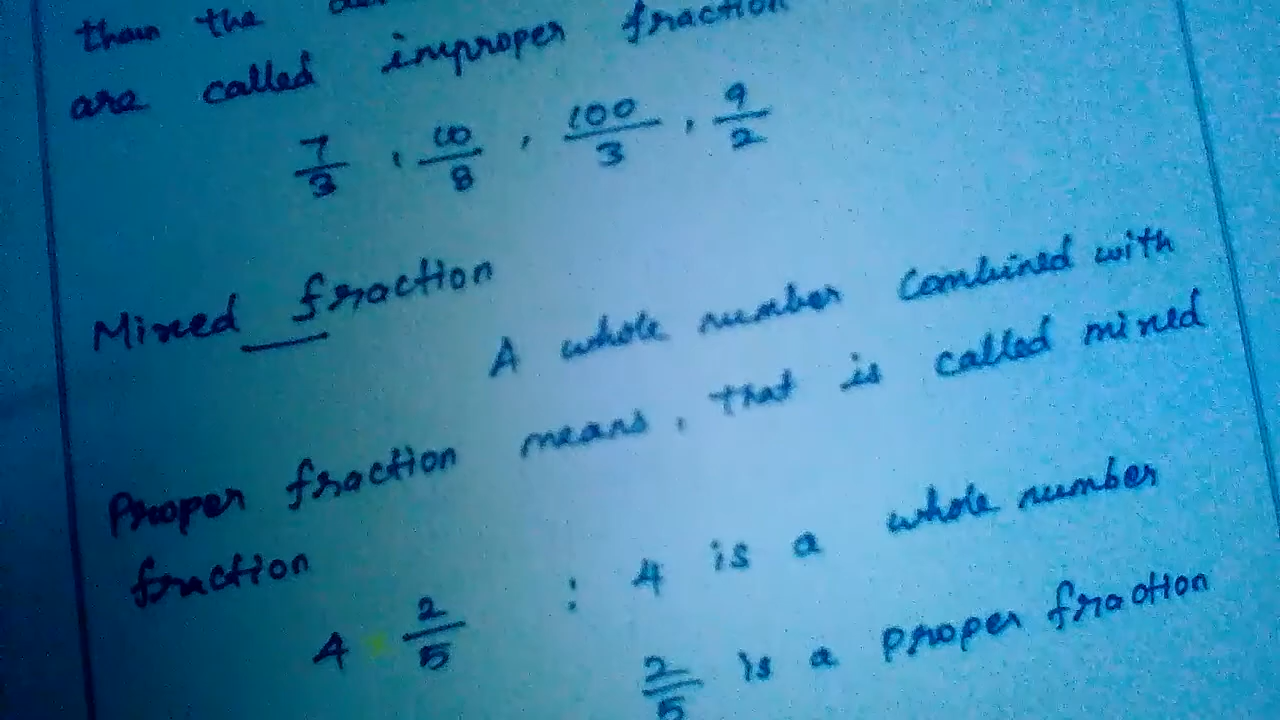 than the
are called improper fraction
7/3 , 10/8 , 100/3 , 9/2
Mixed fraction
A whole number combined with
Proper fraction means, that is called mixed
fraction
4 2/5 : 4 is a whole number
2/5 is a proper fraction